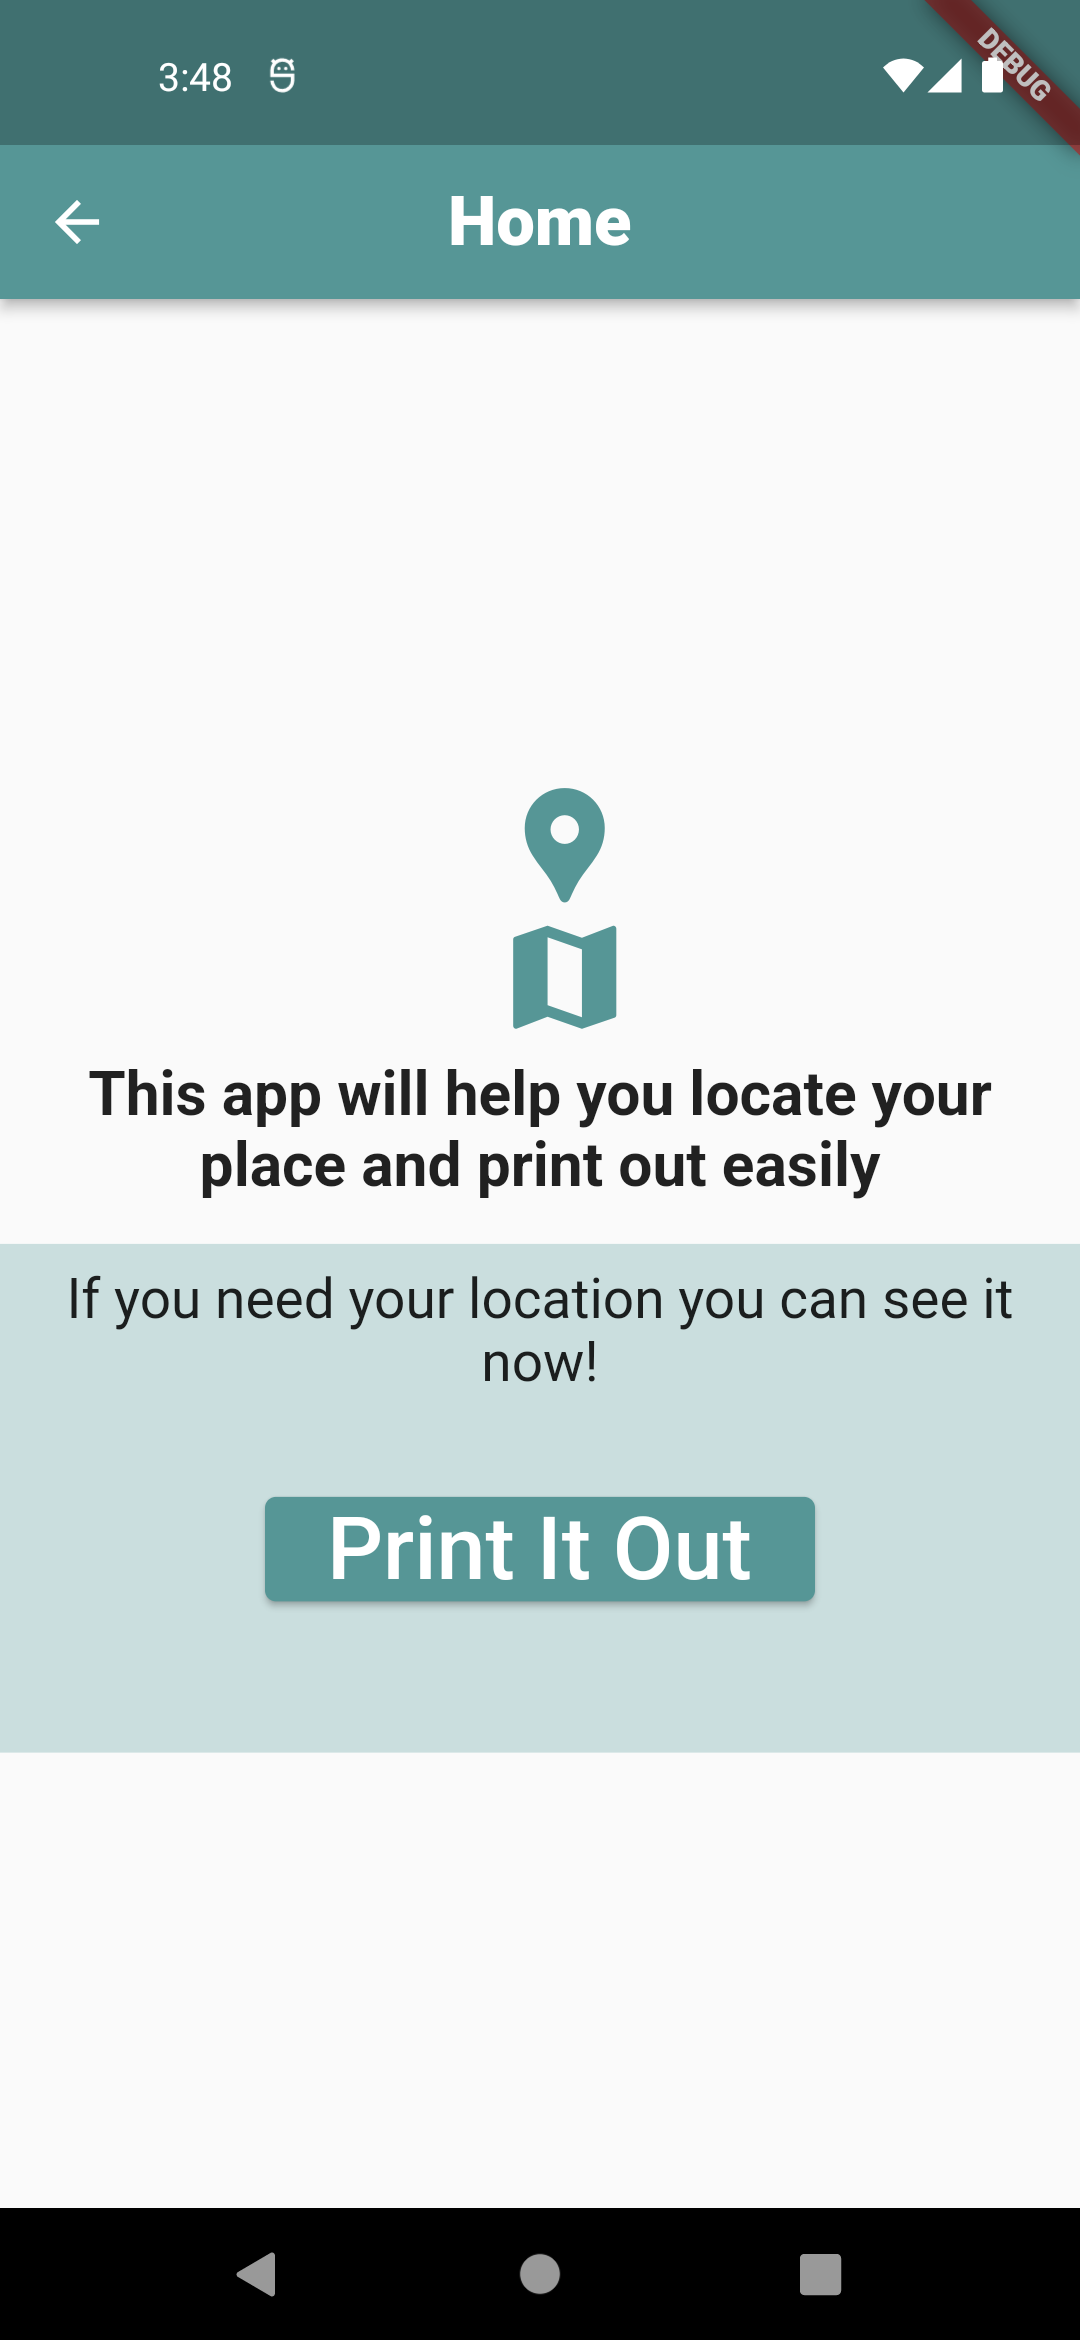 3:48
DEBUG
Home
This app will help you locate your
place and print out easily
If you need your location you can see it
now!
Print It Out